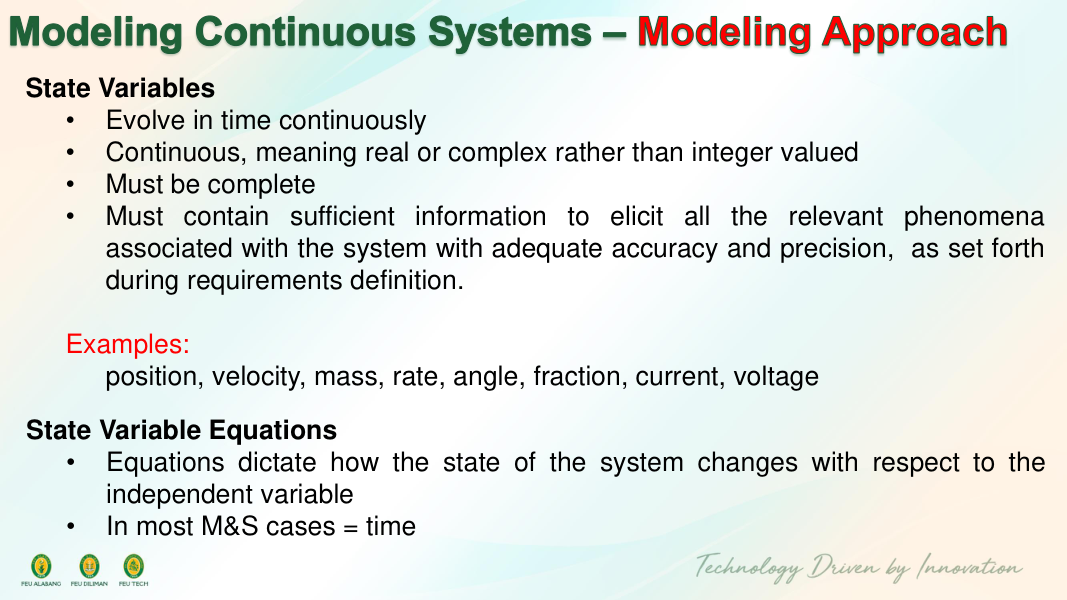 Modeling Continuous Systems – Modeling Approach
State Variables
• Evolve in time continuously
• Continuous, meaning real or complex rather than integer valued
• Must be complete
• Must contain sufficient information to elicit all the relevant phenomena
associated with the system with adequate accuracy and precision, as set forth
during requirements definition.
Examples:
position, velocity, mass, rate, angle, fraction, current, voltage
State Variable Equations
• Equations dictate how the state of the system changes with respect to the
independent variable
• In most M&S cases = time
FEU ALABANG FEU DILIMAN FEU TECH
Technology Driven by Innovation